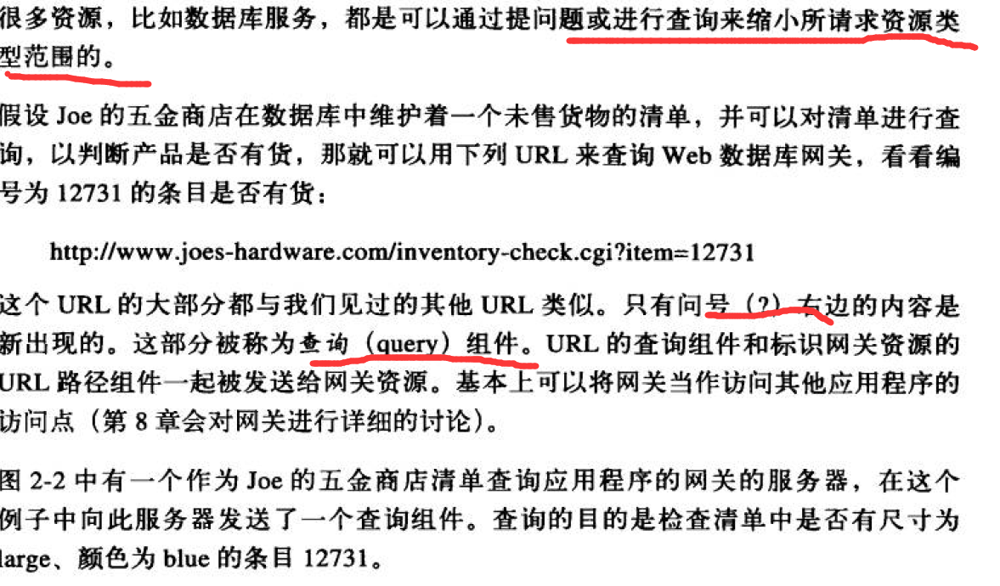 很多资源，比如数据库服务，都是可以通过提问题或进行查询来缩小所请求资源类
型范围的。
假设 Joe 的五金商店在数据库中维护着一个未售货物的清单，并可以对清单进行查
询，以判断产品是否有货，那就可以用下列 URL 来查询 Web 数据库网关，看看编
号为 12731 的条目是否有货：
http://www.joes-hardware.com/inventory-check.cgi?item=12731
这个 URL 的大部分都与我们见过的其他 URL 类似。只有问号（?）右边的内容是
新出现的。这部分被称为查询（query）组件。URL 的查询组件和标识网关资源的
URL 路径组件一起被发送给网关资源。基本上可以将网关当作访问其他应用程序的
访问点（第 8 章会对网关进行详细的讨论）。
图 2-2 中有一个作为 Joe 的五金商店清单查询应用程序的网关的服务器，在这个
例子中向此服务器发送了一个查询组件。查询的目的是检查清单中是否有尺寸为
large、颜色为 blue 的条目 12731。